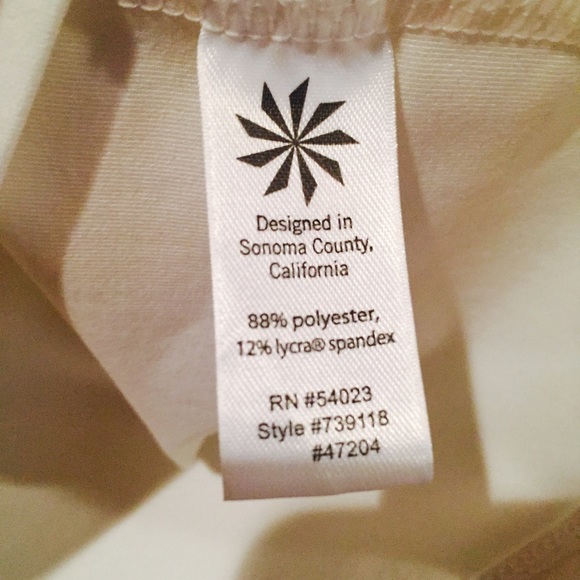 Designed in
Sonoma County,
California
88% polyester,
12% lycra® spandex
RN #54023
Style #739118
#47204